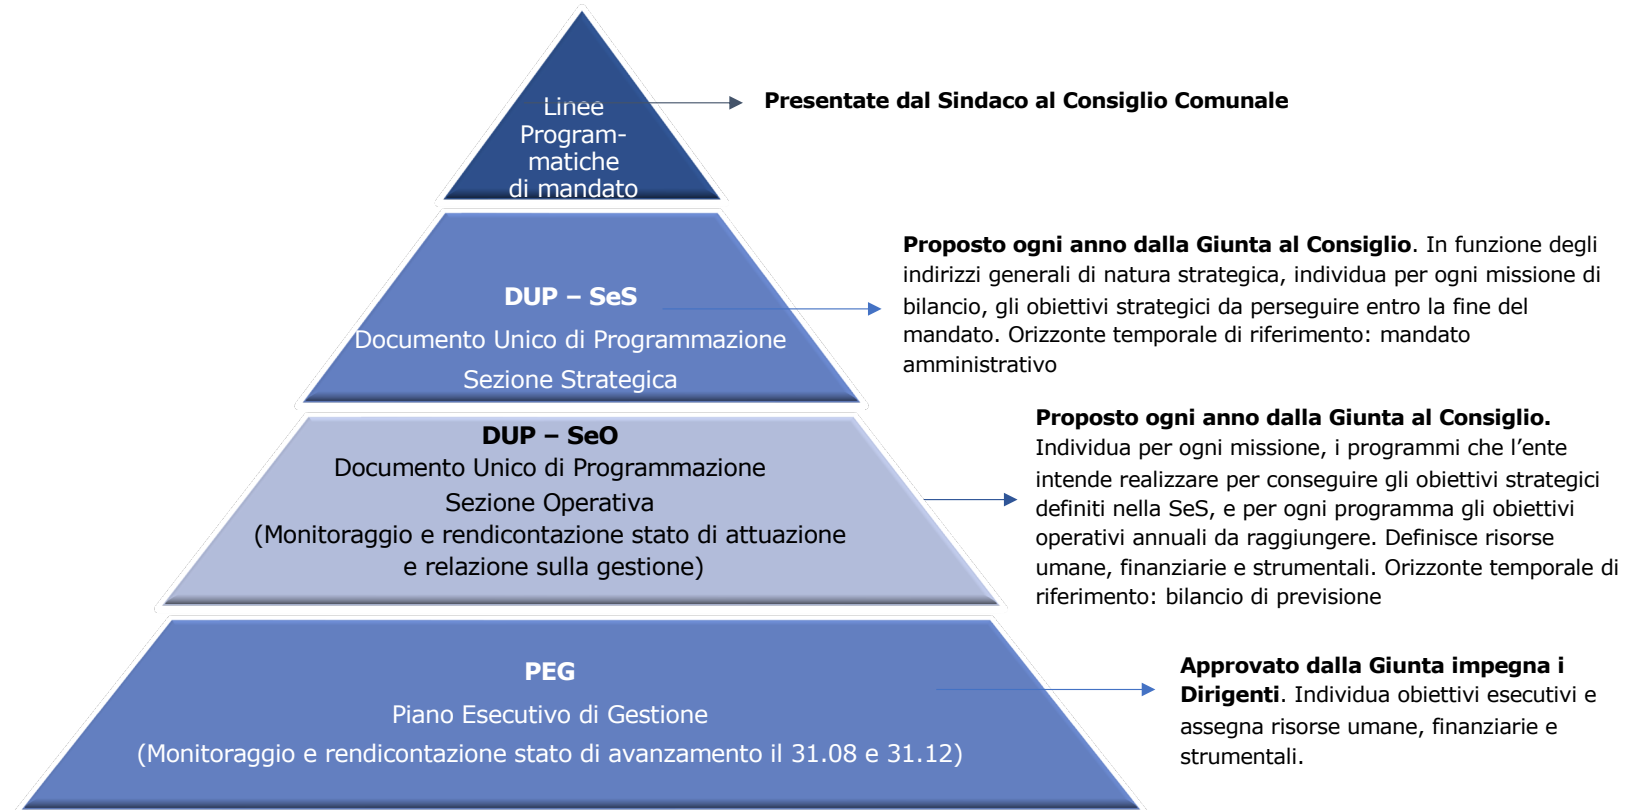 Linee
Program-
matiche
di mandato
Presentate dal Sindaco al Consiglio Comunale
DUP – SeS
Documento Unico di Programmazione
Sezione Strategica
Proposto ogni anno dalla Giunta al Consiglio. In funzione degli
indirizzi generali di natura strategica, individua per ogni missione di
bilancio, gli obiettivi strategici da perseguire entro la fine del
mandato. Orizzonte temporale di riferimento: mandato
amministrativo
DUP – SeO
Documento Unico di Programmazione
Sezione Operativa
(Monitoraggio e rendicontazione stato di attuazione
e relazione sulla gestione)
Proposto ogni anno dalla Giunta al Consiglio.
Individua per ogni missione, i programmi che l’ente
intende realizzare per conseguire gli obiettivi strategici
definiti nella SeS, e per ogni programma gli obiettivi
operativi annuali da raggiungere. Definisce risorse
umane, finanziarie e strumentali. Orizzonte temporale di
riferimento: bilancio di previsione
PEG
Piano Esecutivo di Gestione
(Monitoraggio e rendicontazione stato di avanzamento il 31.08 e 31.12)
Approvato dalla Giunta impegna i
Dirigenti. Individua obiettivi esecutivi e
assegna risorse umane, finanziarie e
strumentali.